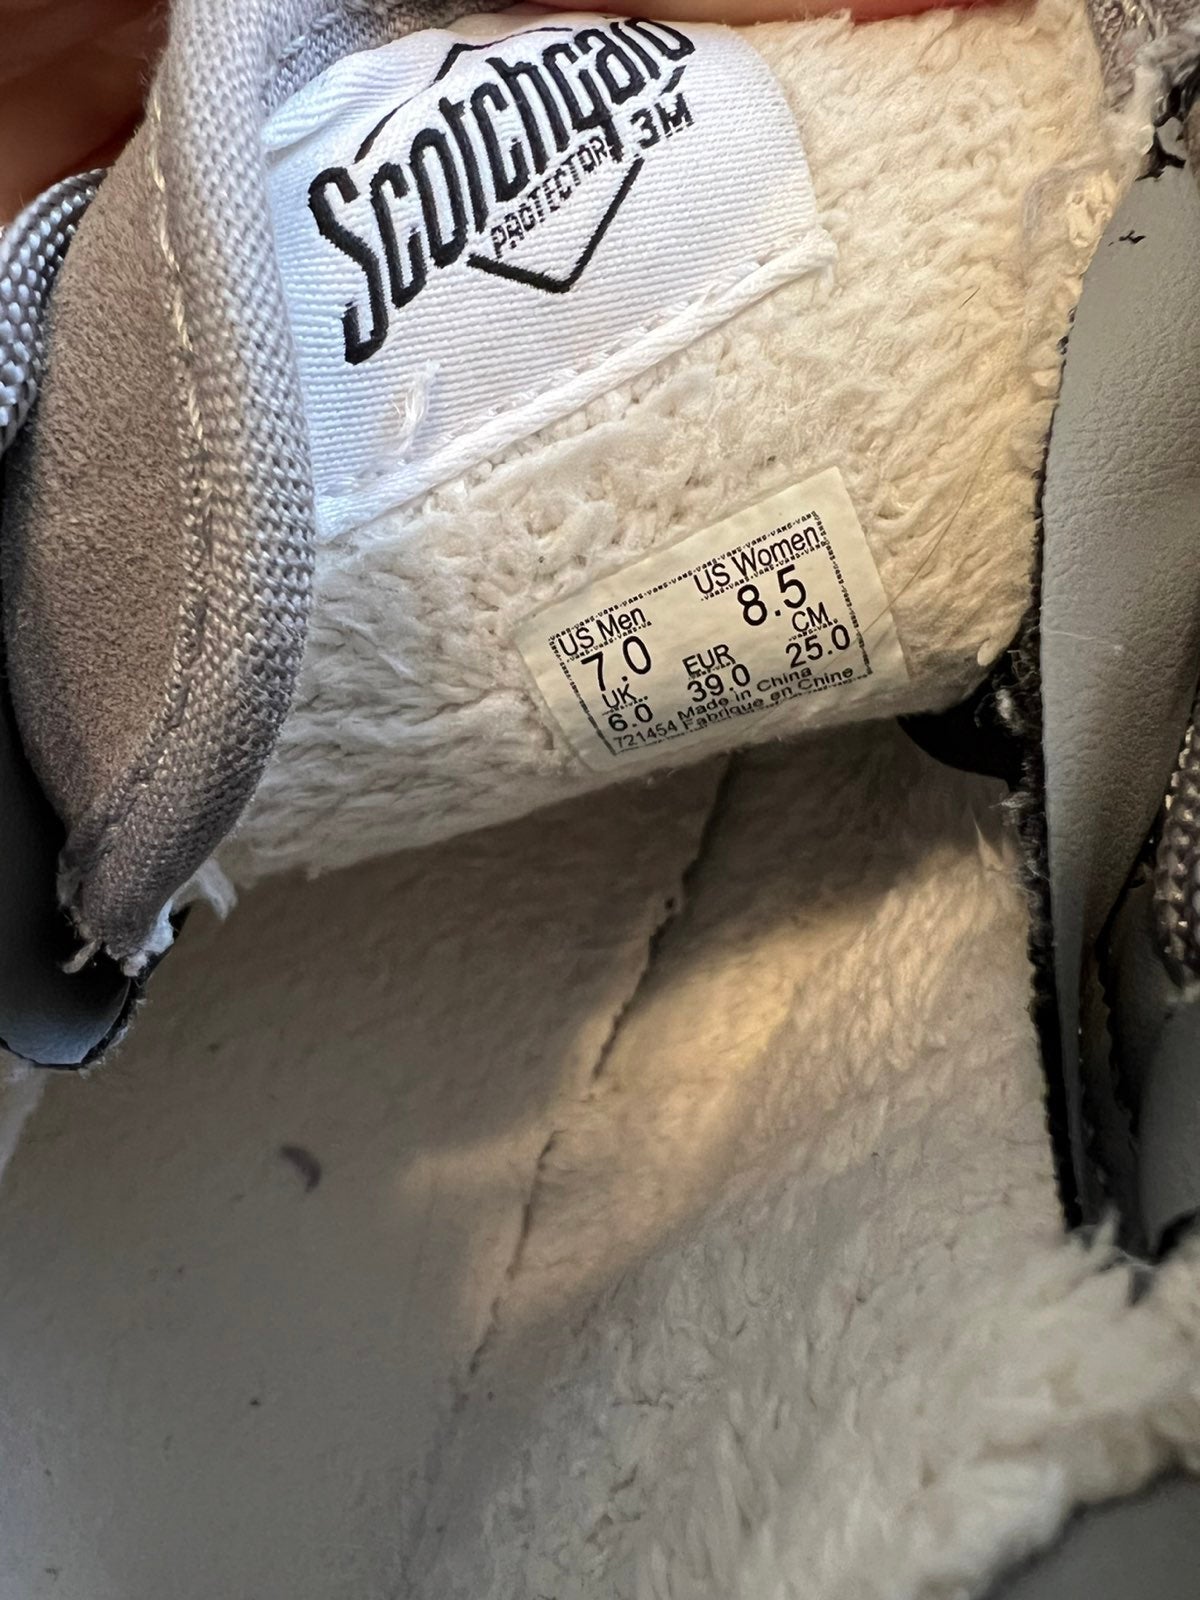 Scotchgard
PROTECTOR 3M
US Men US Women
7.0 8.5
UK EUR CM
6.0 39.0 25.0
Made in China
721454 Fabrique en Chine